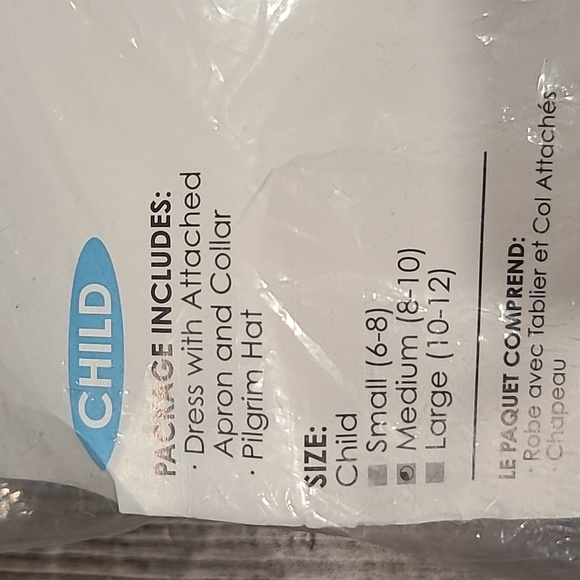 CHILD
PACKAGE INCLUDES:
· Dress with Attached
Apron and Collar
· Pilgrim Hat
SIZE:
Child
Small (6-8)
Medium (8-10)
Large (10-12)
LE PAQUET COMPREND:
· Robe avec Tablier et Col Attachés
· Chapeau